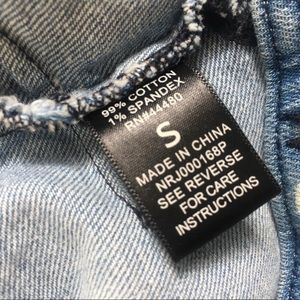 99% COTTON
1% SPANDEX
RN#44480
S
MADE IN CHINA
NRJ000168P
SEE REVERSE
FOR CARE
INSTRUCTIONS